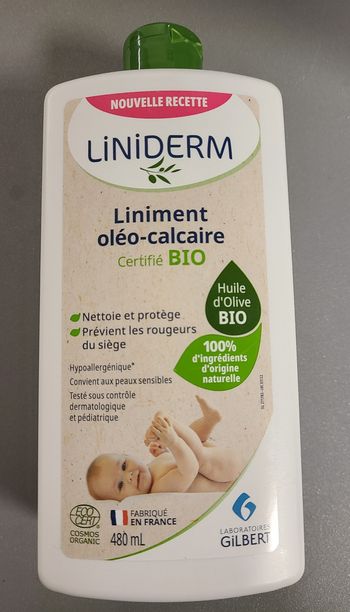 NOUVELLE RECETTE
LiNiDERM
Liniment
oléo-calcaire
Certifié BIO
Huile
d'Olive
BIO
Nettoie et protège
Prévient les rougeurs
du siège
100%
d'ingrédients
d'origine
naturelle
Hypoallergénique*
Convient aux peaux sensibles
Testé sous contrôle
dermatologique
et pédiatrique
ECO
CERT
COSMOS
ORGANIC
FABRIQUÉ
EN FRANCE
480 mL
LABORATOIRES
GiLBERT